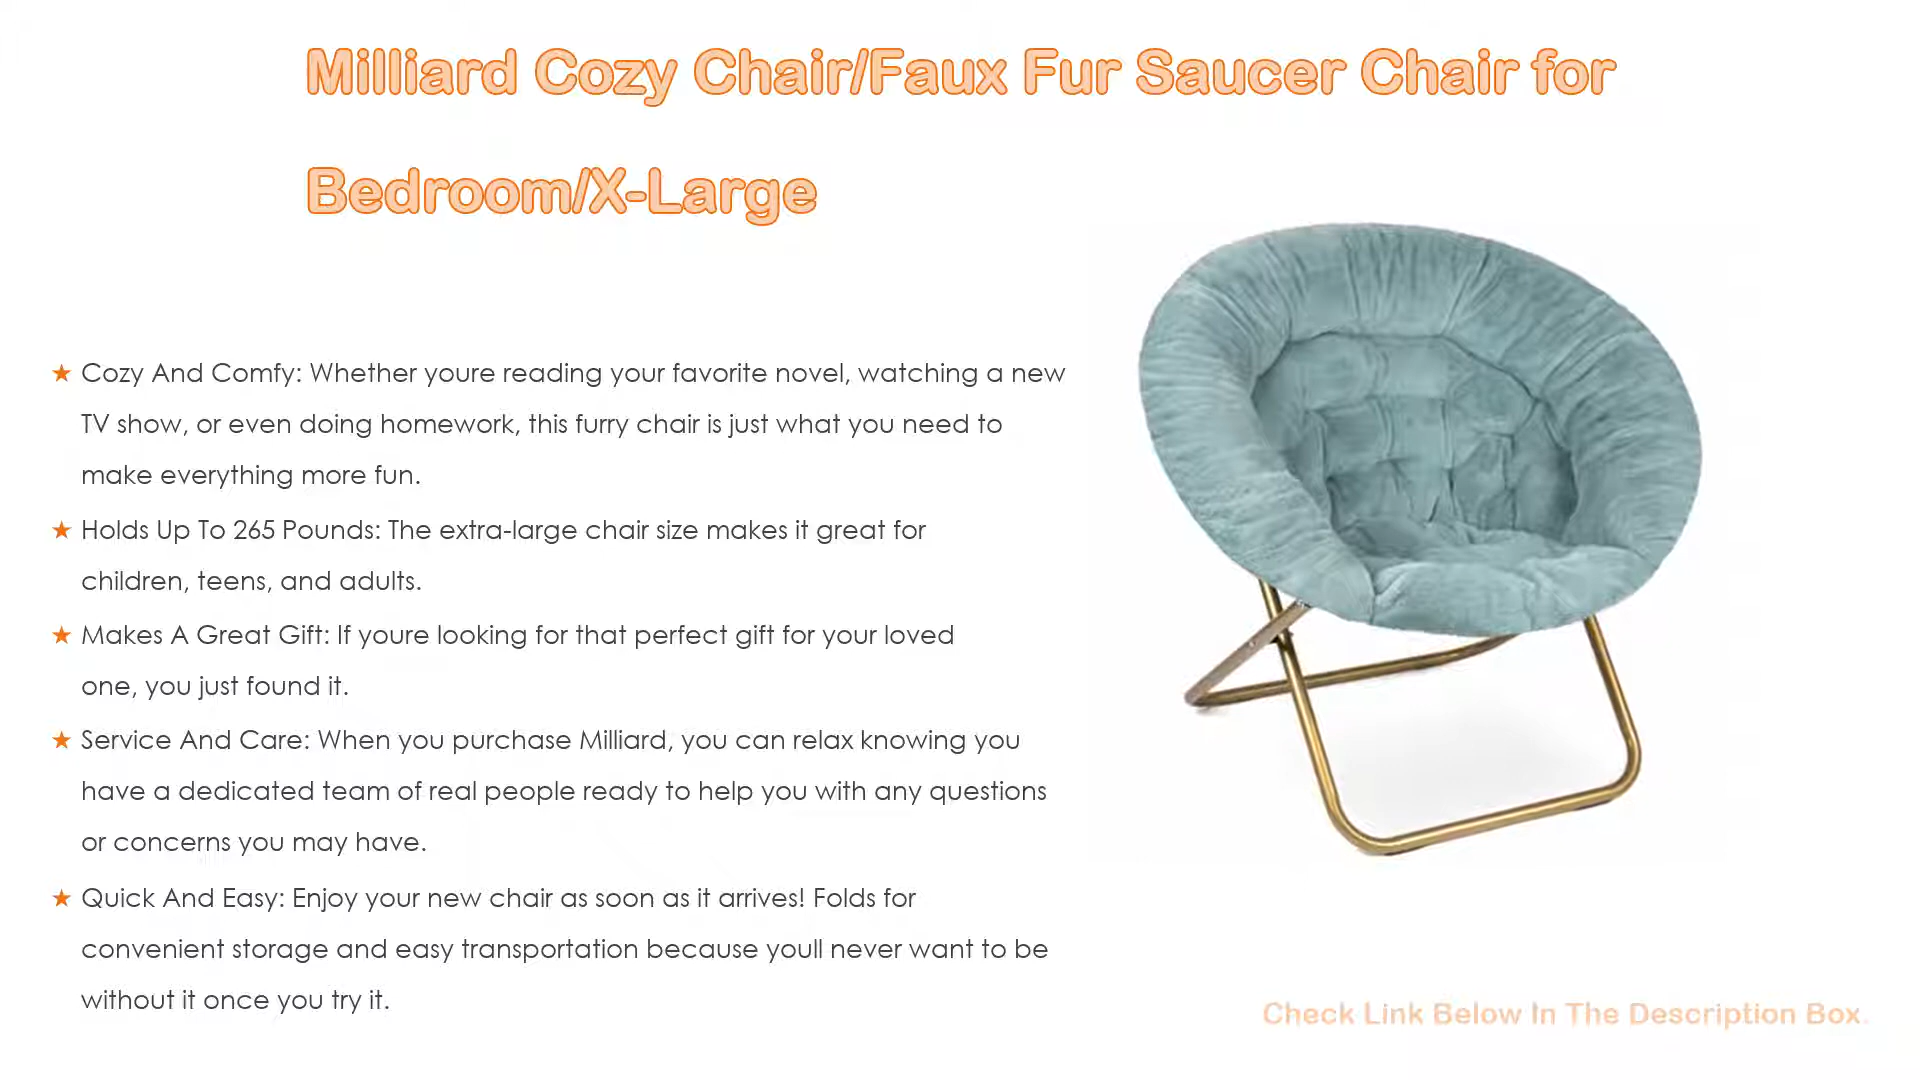 Milliard Cozy Chair/Faux Fur Saucer Chair for
Bedroom/X-Large
★ Cozy And Comfy: Whether youre reading your favorite novel, watching a new
TV show, or even doing homework, this furry chair is just what you need to
make everything more fun.
★ Holds Up To 265 Pounds: The extra-large chair size makes it great for
children, teens, and adults.
★ Makes A Great Gift: If youre looking for that perfect gift for your loved
one, you just found it.
★ Service And Care: When you purchase Milliard, you can relax knowing you
have a dedicated team of real people ready to help you with any questions
or concerns you may have.
★ Quick And Easy: Enjoy your new chair as soon as it arrives! Folds for
convenient storage and easy transportation because youll never want to be
without it once you try it.
Check Link Below In The Description Box.